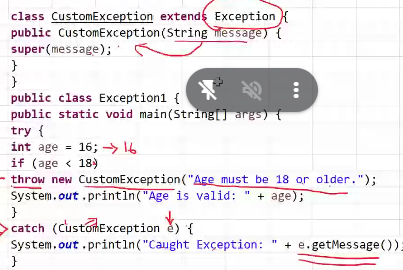 class CustomException extends Exception {
public CustomException(String message) {
super(message);
}
}
public class Exception1 {
public static void main(String[] args) {
try {
int age = 16; → 16
if (age < 18)
throw new CustomException("Age must be 18 or older.");
System.out.println("Age is valid: " + age);
}
catch (CustomException e) {
System.out.println("Caught Exception: " + e.getMessage());
}